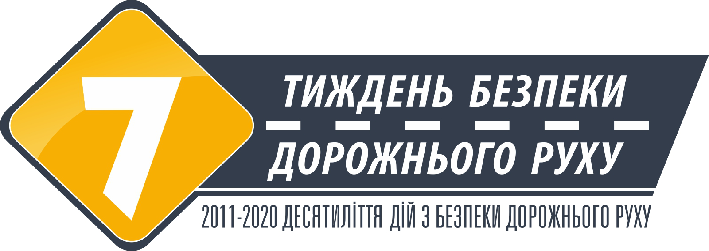 7
ТИЖДЕНЬ БЕЗПЕКИ
ДОРОЖНЬОГО РУХУ
2011-2020 ДЕСЯТИЛІТТЯ ДІЙ З БЕЗПЕКИ ДОРОЖНЬОГО РУХУ